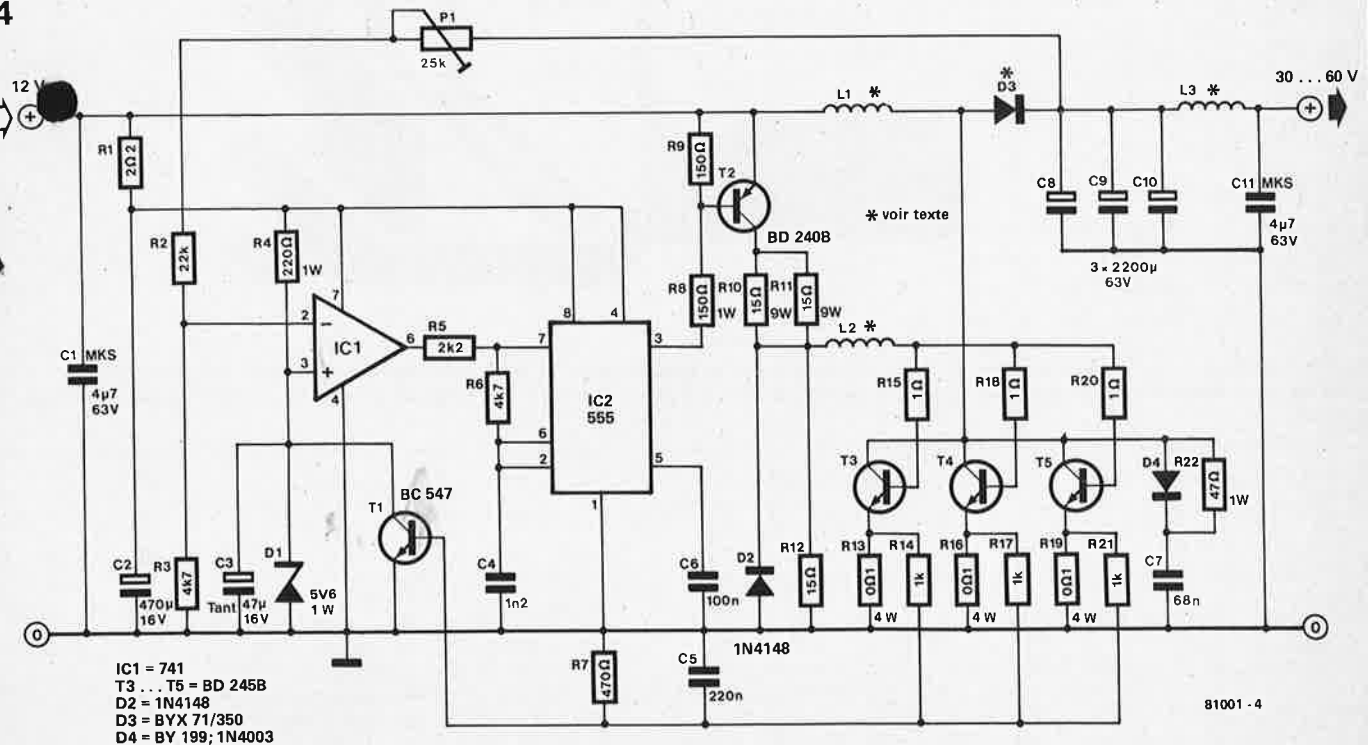 4
P1
25k
12 V
+
L1 *
*
D3
L3 *
30 ... 60 V
+
R1
2Ω2
R9
150Ω
T2
C8
C9
C10
C11 MKS
4µ7
63V
* voir texte
BD 240B
3 × 2200µ
63V
R2
22k
R4
220Ω
1W
R8
150Ω
1W
R10
15Ω
9W
R11
15Ω
9W
7
2
−
IC1
6
3
+
4
R5
2k2
8
4
7
3
IC2
555
6
2
5
1
L2 *
R6
4k7
R15
1Ω
R18
1Ω
R20
1Ω
C1 MKS
4µ7
63V
T3
T4
T5
D4
R22
47Ω
1W
T1
BC 547
C2
470µ
16V
R3
4k7
C3
Tant
47µ
16V
D1
5V6
1 W
C4
1n2
C6
100n
D2
R12
15Ω
R13
0Ω1
4 W
R14
1k
R16
0Ω1
4 W
R17
1k
R19
0Ω1
4 W
R21
1k
C7
68n
0
0
1N4148
R7
470Ω
C5
220n
IC1 = 741
T3 ... T5 = BD 245B
D2 = 1N4148
D3 = BYX 71/350
D4 = BY 199; 1N4003
81001 - 4